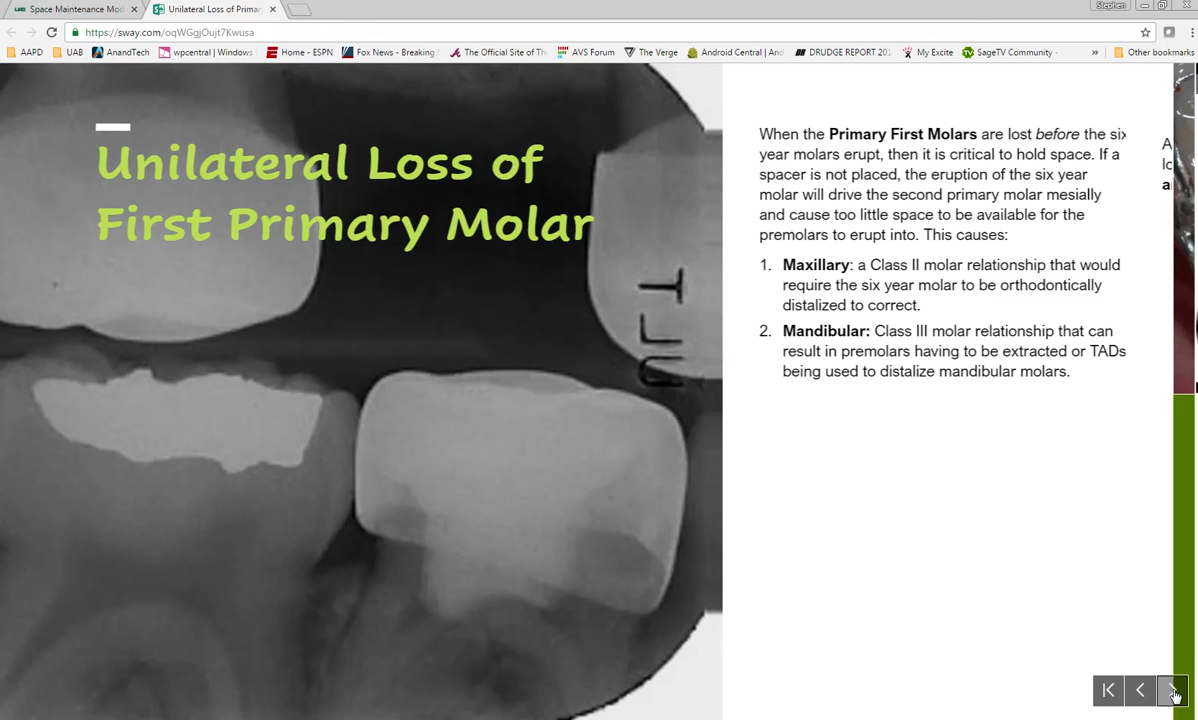 Stephen
Space Maintenance Mod
Unilateral Loss of Primar
https://sway.com/oqWGgjOujt7Kwusa
AAPD
UAB
AnandTech
wpcentral | Windows
Home - ESPN
Fox News - Breaking
The Official Site of Th
AVS Forum
The Verge
Android Central | An
DRUDGE REPORT 201
My Excite
SageTV Community
»
Other bookmarks
Unilateral Loss of
First Primary Molar
When the Primary First Molars are lost before the six
year molars erupt, then it is critical to hold space. If a
spacer is not placed, the eruption of the six year
molar will drive the second primary molar mesially
and cause too little space to be available for the
premolars to erupt into. This causes:
1. Maxillary: a Class II molar relationship that would
require the six year molar to be orthodontically
distalized to correct.
2. Mandibular: Class III molar relationship that can
result in premolars having to be extracted or TADs
being used to distalize mandibular molars.